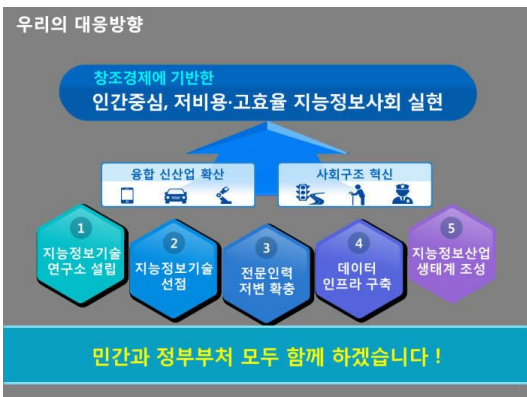 우리의 대응방향
창조경제에 기반한
인간중심, 저비용·고효율 지능정보사회 실현
융합 신산업 확산
사회구조 혁신
1
지능정보기술
연구소 설립
2
지능정보기술
선점
3
전문인력
저변 확충
4
데이터
인프라 구축
5
지능정보산업
생태계 조성
민간과 정부부처 모두 함께 하겠습니다 !